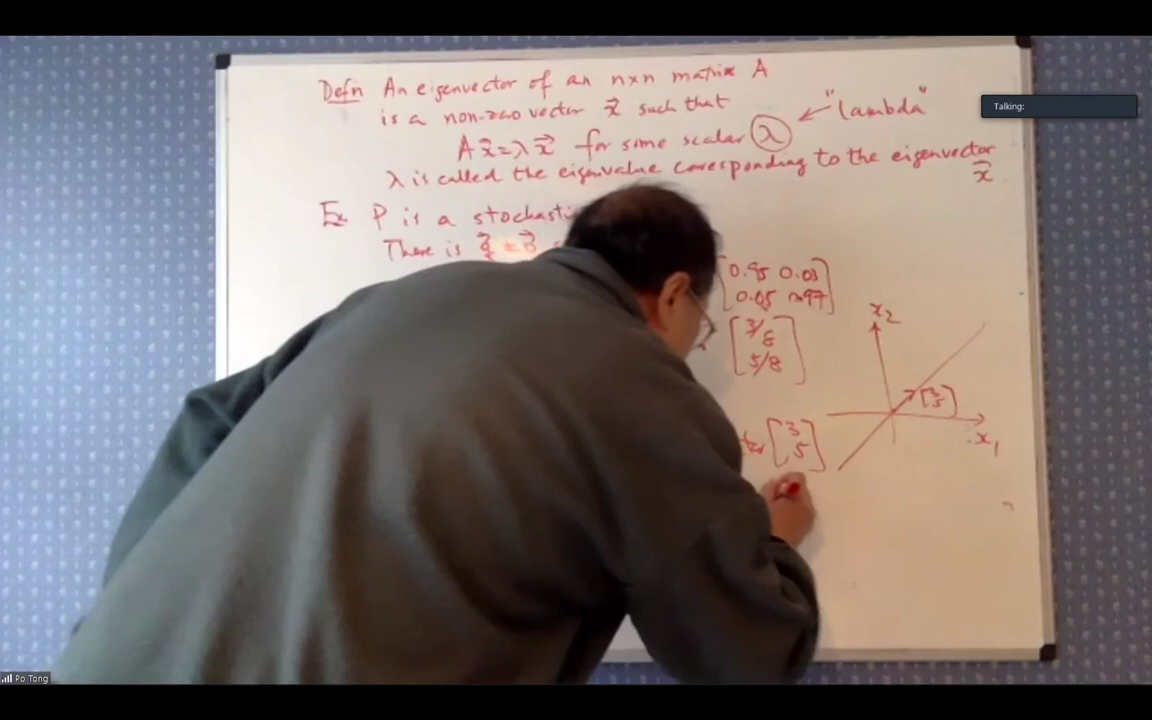 Defn An eigenvector of an n×n matrix A
is a non-zero vector x⃗ such that
Ax⃗=λx⃗ for some scalar λ ← "lambda"
λ is called the eigenvalue corresponding to the eigenvector x⃗
Ex. P is a stochasti
There is q⃗ ≠ 0⃗
[0.95 0.03
0.05 0.97]
[3/8
5/8]
x2
[3
5]
x1
[3
5]
Talking:
Po Tong